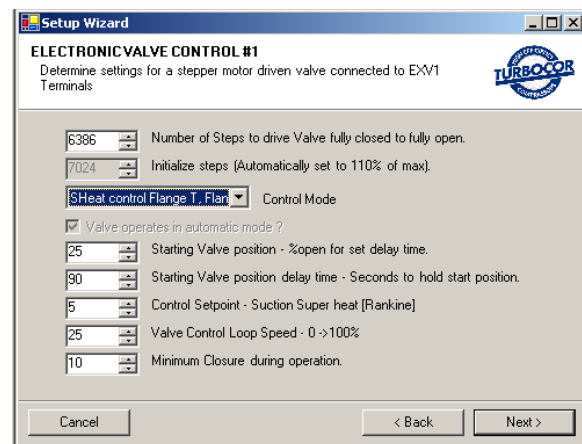 Setup Wizard
ELECTRONIC VALVE CONTROL #1
Determine settings for a stepper motor driven valve connected to EXV1
Terminals
TURBOCOR
COMPRESSORS
6386 Number of Steps to drive Valve fully closed to fully open.
7024 Initialize steps (Automatically set to 110% of max).
SHeat control Flange T, Flan Control Mode
Valve operates in automatic mode ?
25 Starting Valve position - %open for set delay time.
90 Starting Valve position delay time - Seconds to hold start position.
5 Control Setpoint - Suction Super heat [Rankine]
25 Valve Control Loop Speed - 0 ->100%
10 Minimum Closure during operation.
Cancel < Back Next >